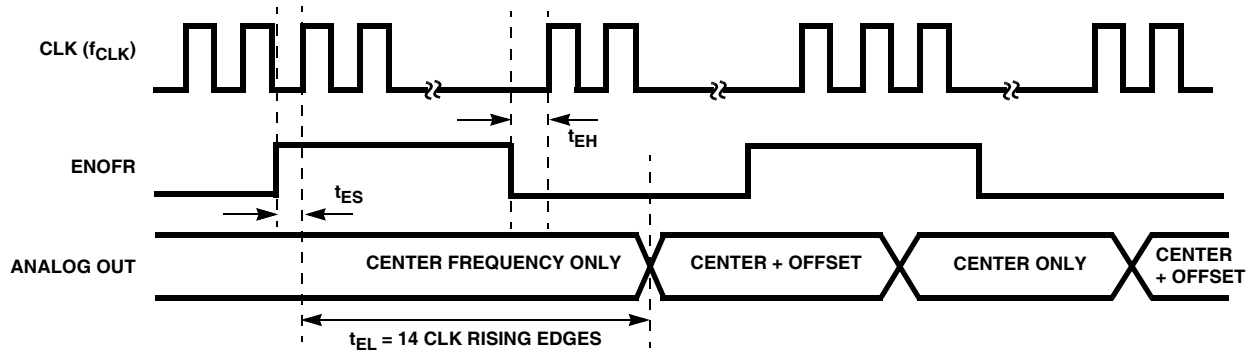 CLK (fCLK)
tEH
ENOFR
tES
ANALOG OUT
CENTER FREQUENCY ONLY
CENTER + OFFSET
CENTER ONLY
CENTER
+ OFFSET
tEL = 14 CLK RISING EDGES